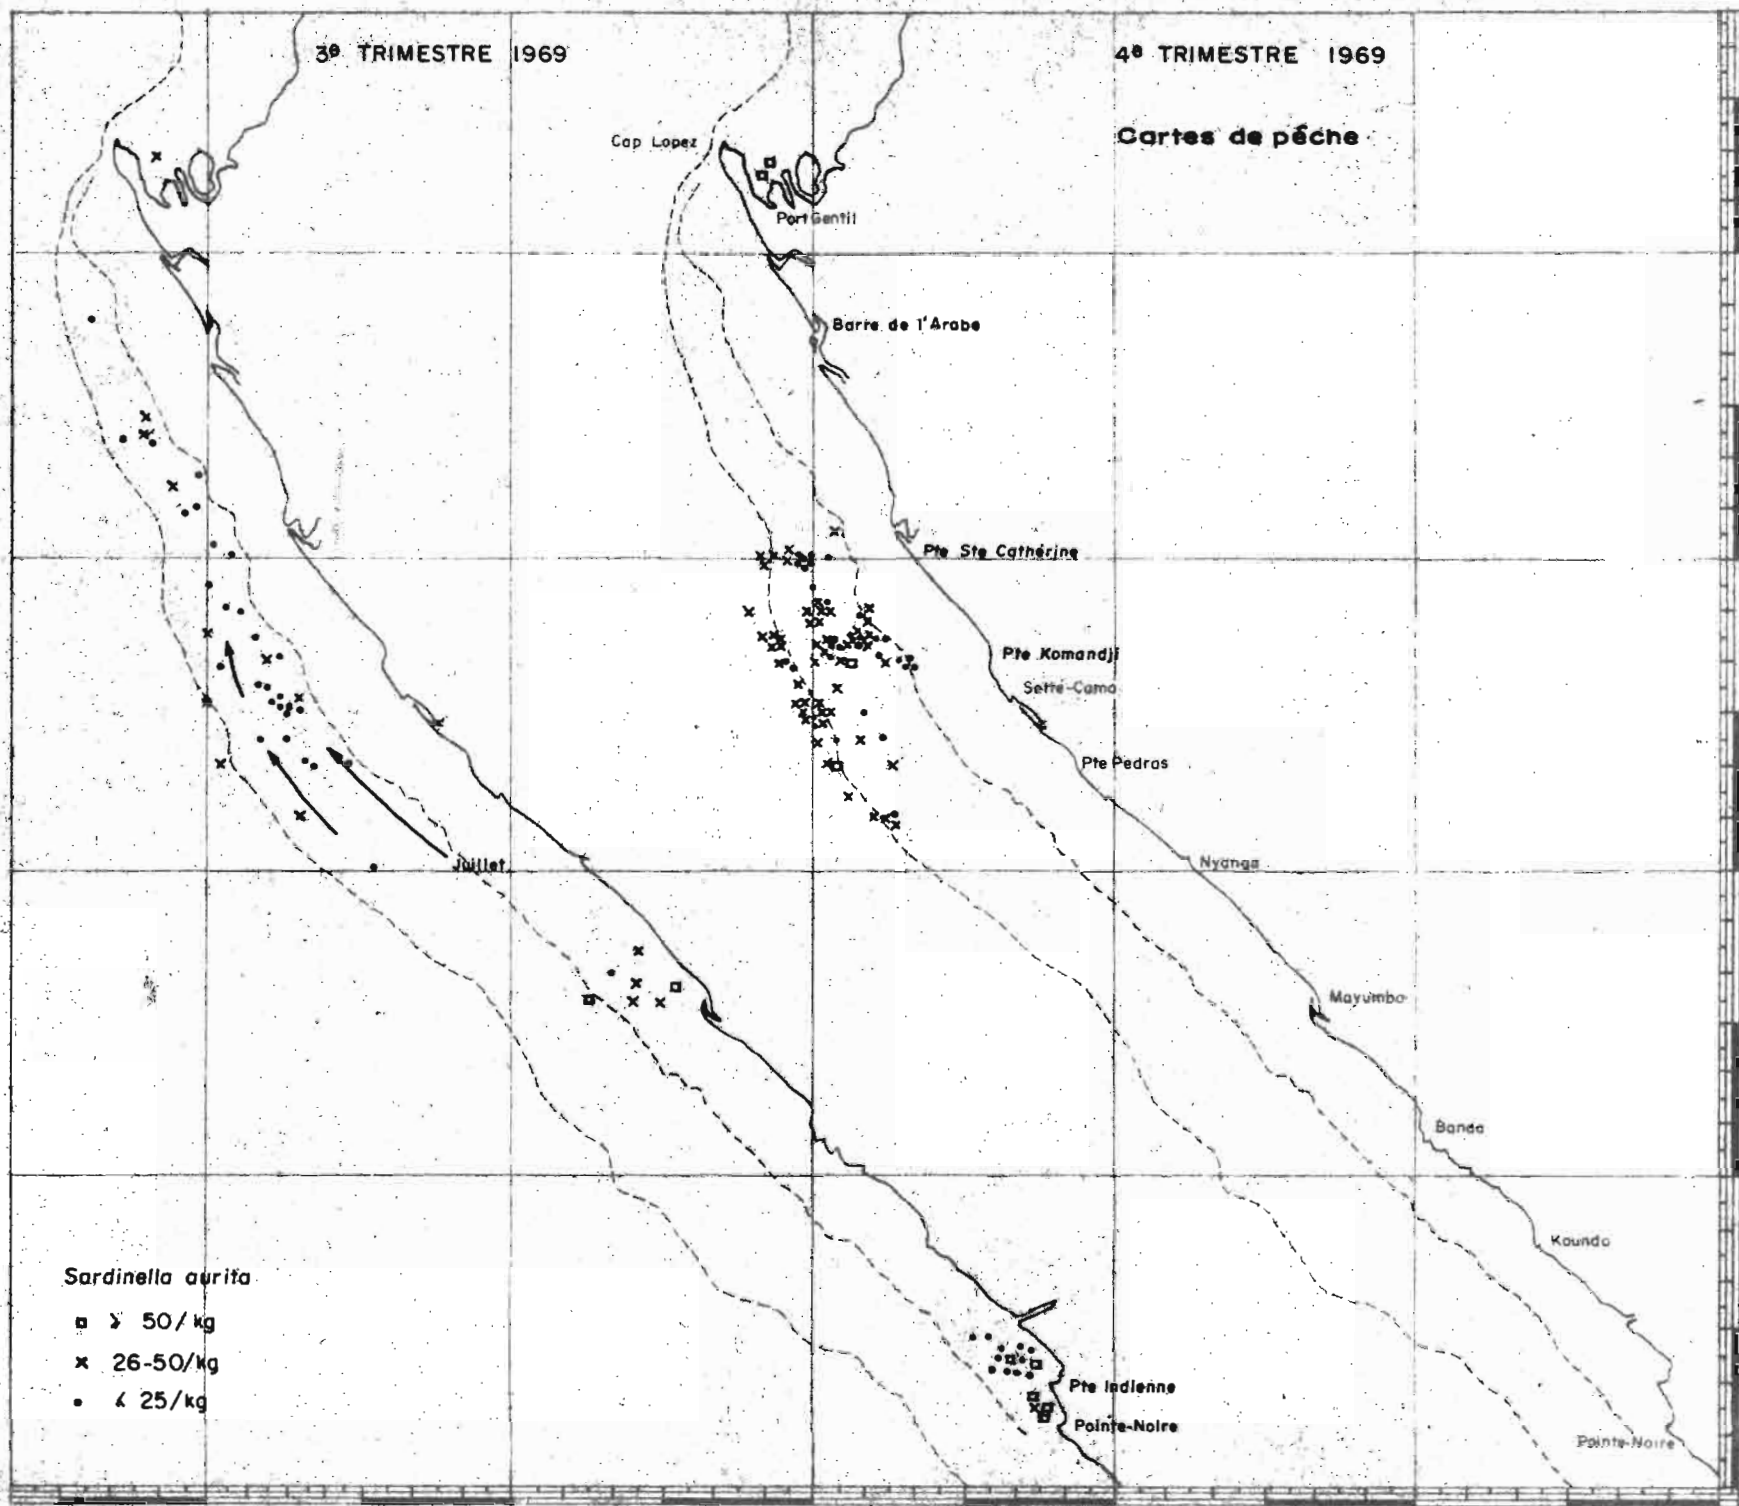 3e TRIMESTRE 1969
4e TRIMESTRE 1969
Cartes de pêche
Cap Lopez
Port Gentil
Barre de l'Arabe
Pte Ste Cathérine
Pte Komandji
Sette-Cama
Pte Pedras
Juillet
Nyanga
Mayumba
Banda
Kounda
Sardinella aurita
> 50/kg
26-50/kg
< 25/kg
Pte Indienne
Pointe-Noire
Pointe-Noire